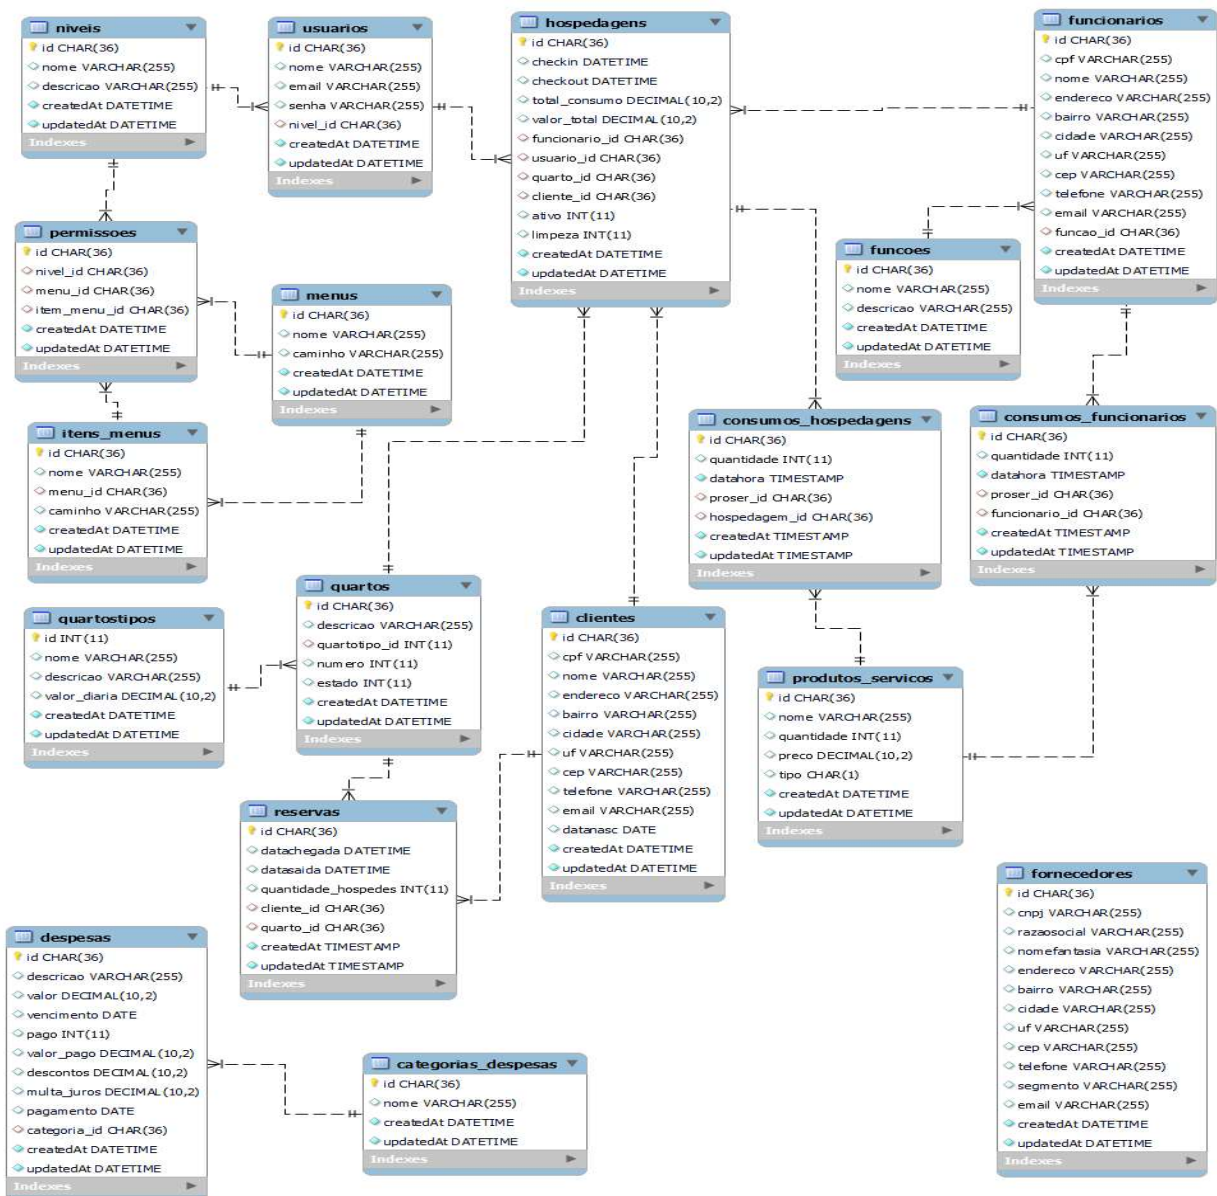 niveis
id CHAR(36)
nome VARCHAR(255)
descricao VARCHAR(255)
createdAt DATETIME
updatedAt DATETIME
Indexes
usuarios
id CHAR(36)
nome VARCHAR(255)
email VARCHAR(255)
senha VARCHAR(255)
nivel_id CHAR(36)
createdAt DATETIME
updatedAt DATETIME
Indexes
hospedagens
id CHAR(36)
checkin DATETIME
checkout DATETIME
total_consumo DECIMAL(10,2)
valor_total DECIMAL(10,2)
funcionario_id CHAR(36)
usuario_id CHAR(36)
quarto_id CHAR(36)
cliente_id CHAR(36)
ativo INT(11)
limpeza INT(11)
createdAt DATETIME
updatedAt DATETIME
Indexes
funcionarios
id CHAR(36)
cpf VARCHAR(255)
nome VARCHAR(255)
endereco VARCHAR(255)
bairro VARCHAR(255)
cidade VARCHAR(255)
uf VARCHAR(255)
cep VARCHAR(255)
telefone VARCHAR(255)
email VARCHAR(255)
funcao_id CHAR(36)
createdAt DATETIME
updatedAt DATETIME
Indexes
permissoes
id CHAR(36)
nivel_id CHAR(36)
menu_id CHAR(36)
item_menu_id CHAR(36)
createdAt DATETIME
updatedAt DATETIME
Indexes
menus
id CHAR(36)
nome VARCHAR(255)
caminho VARCHAR(255)
createdAt DATETIME
updatedAt DATETIME
Indexes
funcoes
id CHAR(36)
nome VARCHAR(255)
descricao VARCHAR(255)
createdAt DATETIME
updatedAt DATETIME
Indexes
itens_menus
id CHAR(36)
nome VARCHAR(255)
menu_id CHAR(36)
caminho VARCHAR(255)
createdAt DATETIME
updatedAt DATETIME
Indexes
consumos_hospedagens
id CHAR(36)
quantidade INT(11)
datahora TIMESTAMP
proser_id CHAR(36)
hospedagem_id CHAR(36)
createdAt TIMESTAMP
updatedAt TIMESTAMP
Indexes
consumos_funcionarios
id CHAR(36)
quantidade INT(11)
datahora TIMESTAMP
proser_id CHAR(36)
funcionario_id CHAR(36)
createdAt TIMESTAMP
updatedAt TIMESTAMP
Indexes
quartostipos
id INT(11)
nome VARCHAR(255)
descricao VARCHAR(255)
valor_diaria DECIMAL(10,2)
createdAt DATETIME
updatedAt DATETIME
Indexes
quartos
id CHAR(36)
descricao VARCHAR(255)
quartotipo_id INT(11)
numero INT(11)
estado INT(11)
createdAt DATETIME
updatedAt DATETIME
Indexes
clientes
id CHAR(36)
cpf VARCHAR(255)
nome VARCHAR(255)
endereco VARCHAR(255)
bairro VARCHAR(255)
cidade VARCHAR(255)
uf VARCHAR(255)
cep VARCHAR(255)
telefone VARCHAR(255)
email VARCHAR(255)
datanasc DATE
createdAt DATETIME
updatedAt DATETIME
Indexes
produtos_servicos
id CHAR(36)
nome VARCHAR(255)
quantidade INT(11)
preco DECIMAL(10,2)
tipo CHAR(1)
createdAt DATETIME
updatedAt DATETIME
Indexes
reservas
id CHAR(36)
datachegada DATETIME
datasaida DATETIME
quantidade_hospedes INT(11)
cliente_id CHAR(36)
quarto_id CHAR(36)
createdAt TIMESTAMP
updatedAt TIMESTAMP
Indexes
fornecedores
id CHAR(36)
cnpj VARCHAR(255)
razaosocial VARCHAR(255)
nomefantasia VARCHAR(255)
endereco VARCHAR(255)
bairro VARCHAR(255)
cidade VARCHAR(255)
uf VARCHAR(255)
cep VARCHAR(255)
telefone VARCHAR(255)
segmento VARCHAR(255)
email VARCHAR(255)
createdAt DATETIME
updatedAt DATETIME
Indexes
despesas
id CHAR(36)
descricao VARCHAR(255)
valor DECIMAL(10,2)
vencimento DATE
pago INT(11)
valor_pago DECIMAL(10,2)
descontos DECIMAL(10,2)
multa_juros DECIMAL(10,2)
pagamento DATE
categoria_id CHAR(36)
createdAt DATETIME
updatedAt DATETIME
Indexes
categorias_despesas
id CHAR(36)
nome VARCHAR(255)
createdAt DATETIME
updatedAt DATETIME
Indexes